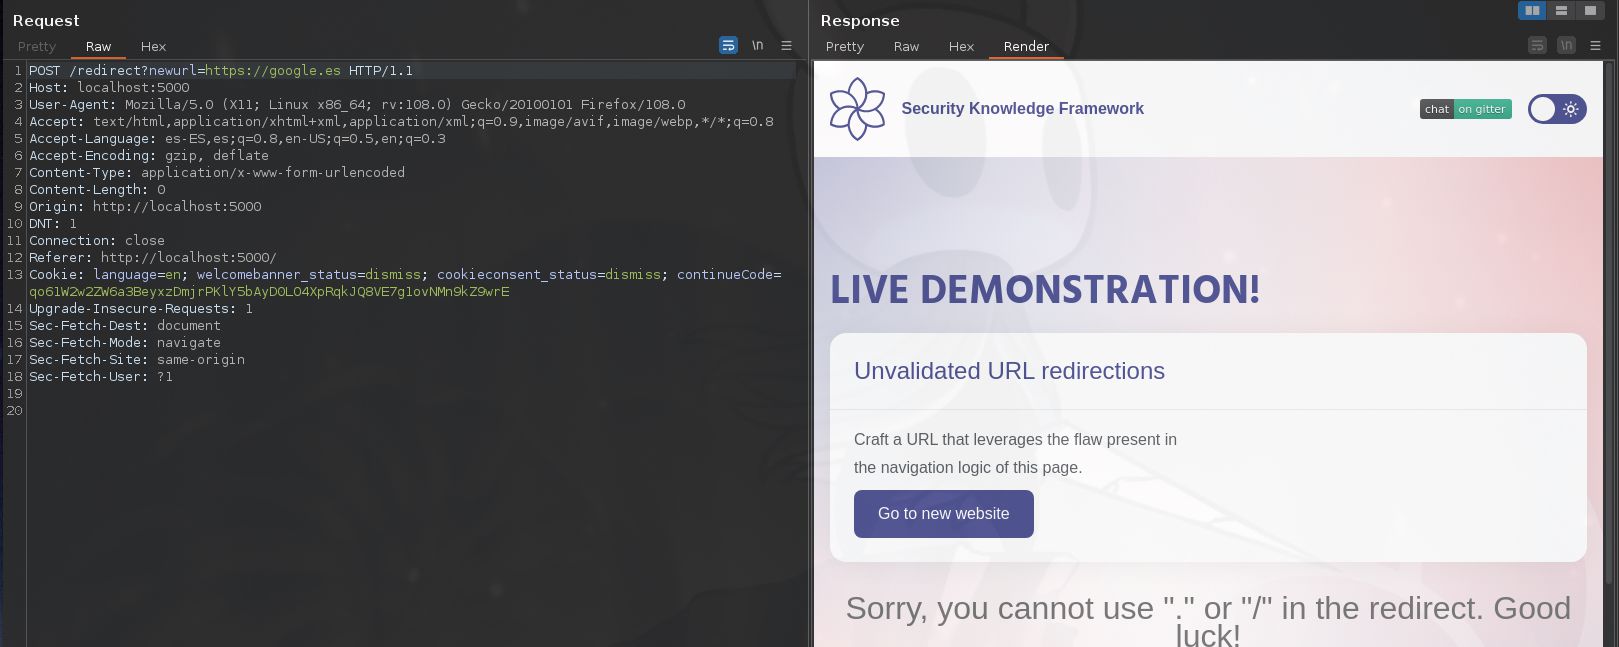 Request
Pretty Raw Hex \n
1 POST /redirect?newurl=https://google.es HTTP/1.1
2 Host: localhost:5000
3 User-Agent: Mozilla/5.0 (X11; Linux x86_64; rv:108.0) Gecko/20100101 Firefox/108.0
4 Accept: text/html,application/xhtml+xml,application/xml;q=0.9,image/avif,image/webp,*/*;q=0.8
5 Accept-Language: es-ES,es;q=0.8,en-US;q=0.5,en;q=0.3
6 Accept-Encoding: gzip, deflate
7 Content-Type: application/x-www-form-urlencoded
8 Content-Length: 0
9 Origin: http://localhost:5000
10 DNT: 1
11 Connection: close
12 Referer: http://localhost:5000/
13 Cookie: language=en; welcomebanner_status=dismiss; cookieconsent_status=dismiss; continueCode=
qo61W2w2ZW6a3BeyxzDmjrPKlY5bAyD0LO4XpRqkJQ8VE7g1ovNMn9kZ9wrE
14 Upgrade-Insecure-Requests: 1
15 Sec-Fetch-Dest: document
16 Sec-Fetch-Mode: navigate
17 Sec-Fetch-Site: same-origin
18 Sec-Fetch-User: ?1
19
20
Response
Pretty Raw Hex Render \n
Security Knowledge Framework
chat on gitter
LIVE DEMONSTRATION!
Unvalidated URL redirections
Craft a URL that leverages the flaw present in
the navigation logic of this page.
Go to new website
Sorry, you cannot use "." or "/" in the redirect. Good
luck!